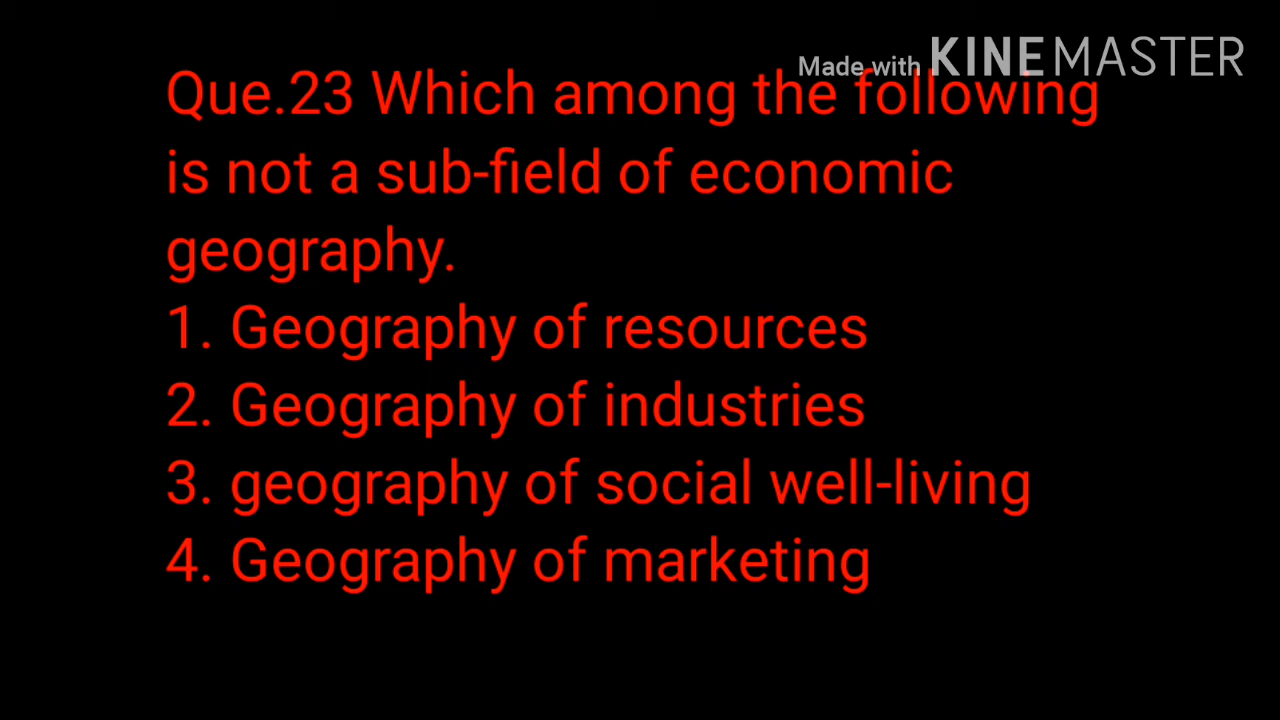 Made with KINEMASTER
Que.23 Which among the following
is not a sub-field of economic
geography.
1. Geography of resources
2. Geography of industries
3. geography of social well-living
4. Geography of marketing